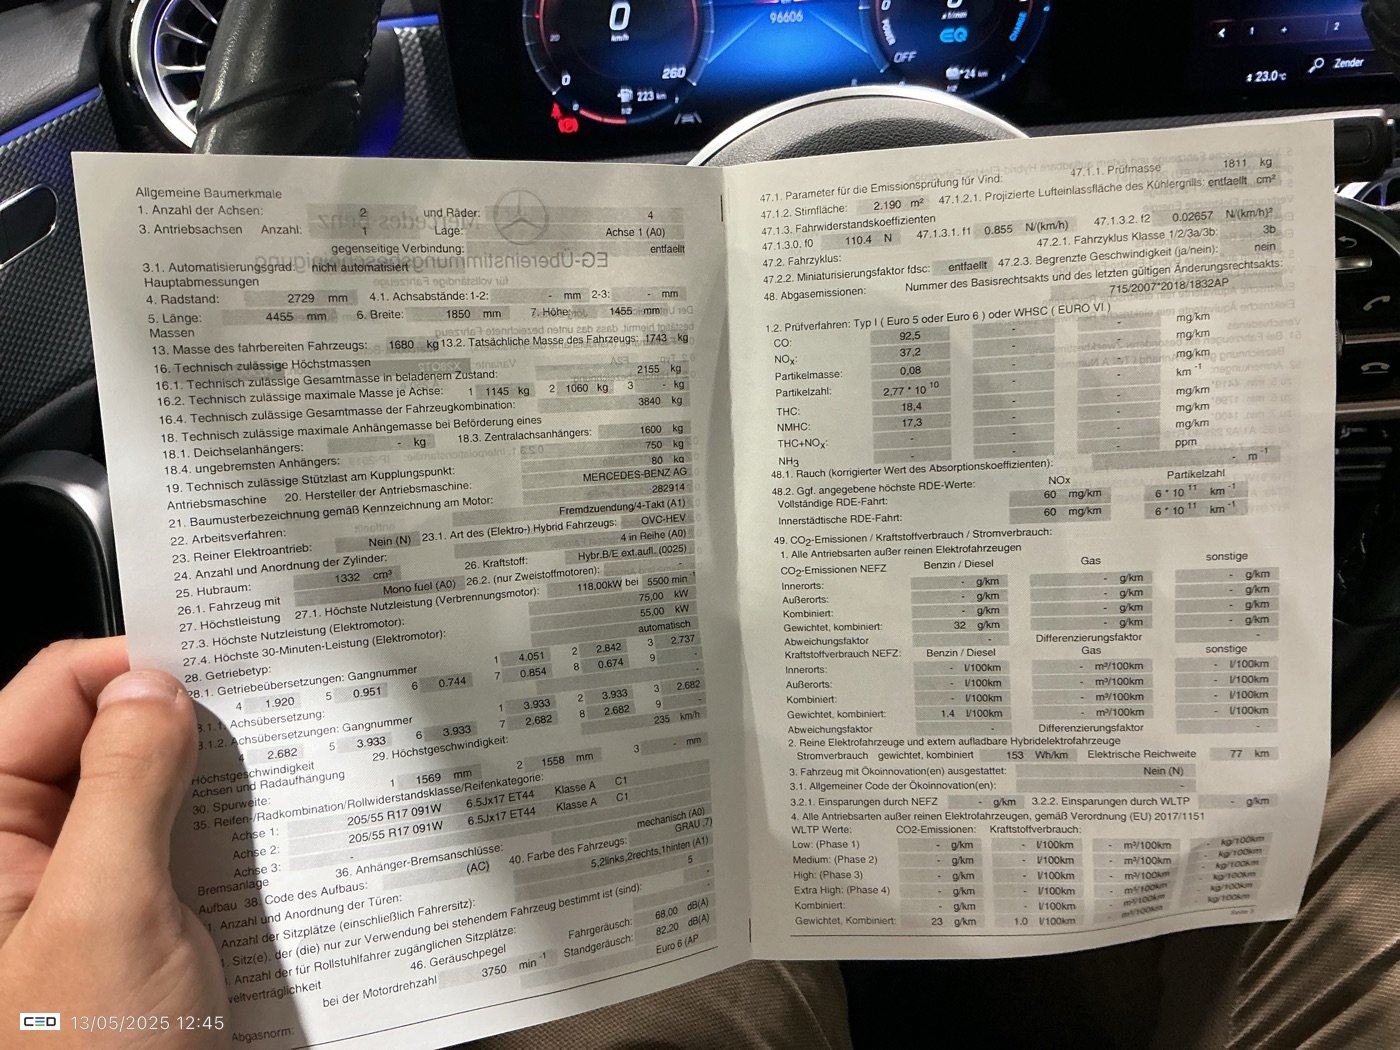 0
km/h
20
0
260
223 km
96606
0
POWER
CHARGE
EQ
OFF
24 km
1
2
23.0°C
Zender
Allgemeine Baumerkmale
1. Anzahl der Achsen: 2 und Räder: 4
3. Antriebsachsen Anzahl: 1 Lage: Achse 1 (A0)
gegenseitige Verbindung: entfaellt
3.1. Automatisierungsgrad: nicht automatisiert
Hauptabmessungen
4. Radstand: 2729 mm 4.1. Achsabstände: 1-2: - mm 2-3: - mm
5. Länge: 4455 mm 6. Breite: 1850 mm 7. Höhe: 1455 mm
Massen
13. Masse des fahrbereiten Fahrzeugs: 1680 kg 13.2. Tatsächliche Masse des Fahrzeugs: 1743 kg
16. Technisch zulässige Höchstmassen
16.1. Technisch zulässige Gesamtmasse in beladenem Zustand: 2155 kg
16.2. Technisch zulässige maximale Masse je Achse: 1 1145 kg 2 1060 kg 3 - kg
16.4. Technisch zulässige Gesamtmasse der Fahrzeugkombination: 3840 kg
18. Technisch zulässige maximale Anhängemasse bei Beförderung eines
18.1. Deichselanhängers: - kg 18.3. Zentralachsanhängers: 1600 kg
18.4. ungebremsten Anhängers: 750 kg
19. Technisch zulässige Stützlast am Kupplungspunkt: 80 kg
Antriebsmaschine 20. Hersteller der Antriebsmaschine: MERCEDES-BENZ AG
21. Baumusterbezeichnung gemäß Kennzeichnung am Motor: 282914
22. Arbeitsverfahren: Fremdzuendung/4-Takt (A1)
23. Reiner Elektroantrieb: Nein (N) 23.1. Art des (Elektro-) Hybrid Fahrzeugs: OVC-HEV
24. Anzahl und Anordnung der Zylinder: 4 in Reihe (A0)
25. Hubraum: 1332 cm³ 26. Kraftstoff: Hybr.B/E ext.aufl. (0025)
26.1. Fahrzeug mit Mono fuel (A0) 26.2. (nur Zweistoffmotoren): -
27. Höchstleistung 27.1. Höchste Nutzleistung (Verbrennungsmotor): 118,00kW bei 5500 min⁻¹
27.3. Höchste Nutzleistung (Elektromotor): 75,00 kW
27.4. Höchste 30-Minuten-Leistung (Elektromotor): 55,00 kW
28. Getriebetyp: automatisch
28.1. Getriebeübersetzungen: Gangnummer 1 4.051 2 2.842 3 2.737
4 1.920 5 0.951 6 0.744 7 0.854 8 0.674 9 -
.1.1. Achsübersetzung: -
3.1.2. Achsübersetzungen: Gangnummer 1 3.933 2 3.933 3 2.682
4 2.682 5 3.933 6 3.933 7 2.682 8 2.682 9 -
Höchstgeschwindigkeit 29. Höchstgeschwindigkeit: 235 km/h
Achsen und Radaufhängung
30. Spurweite: 1 1569 mm 2 1558 mm 3 - mm
35. Reifen-/Radkombination/Rollwiderstandsklasse/Reifenkategorie:
Achse 1: 205/55 R17 091W 6.5Jx17 ET44 Klasse A C1
Achse 2: 205/55 R17 091W 6.5Jx17 ET44 Klasse A C1
Achse 3: -
Bremsanlage 36. Anhänger-Bremsanschlüsse: mechanisch (A0)
Aufbau 38. Code des Aufbaus: (AC) 40. Farbe des Fahrzeugs: GRAU 7)
. Anzahl und Anordnung der Türen: 5,2links,2rechts,1hinten (A1)
Anzahl der Sitzplätze (einschließlich Fahrersitz): 5
. Sitz(e), der (die) nur zur Verwendung bei stehendem Fahrzeug bestimmt ist (sind): -
. Anzahl der für Rollstuhlfahrer zugänglichen Sitzplätze: -
weltverträglichkeit 46. Geräuschpegel Fahrgeräusch: 68,00 dB(A)
bei der Motordrehzahl 3750 min⁻¹ Standgeräusch: 82,20 dB(A)
Abgasnorm: Euro 6 (AP
47.1. Parameter für die Emissionsprüfung für Vind: 47.1.1. Prüfmasse 1811 kg
47.1.2. Stirnfläche: 2.190 m² 47.1.2.1. Projizierte Lufteinlassfläche des Kühlergrills: entfaellt cm²
47.1.3. Fahrwiderstandskoeffizienten
47.1.3.0. f0 110.4 N 47.1.3.1. f1 0.855 N/(km/h) 47.1.3.2. f2 0.02657 N/(km/h)²
47.2. Fahrzyklus: 47.2.1. Fahrzyklus Klasse 1/2/3a/3b: 3b
47.2.2. Miniaturisierungsfaktor fdsc: entfaellt 47.2.3. Begrenzte Geschwindigkeit (ja/nein): nein
48. Abgasemissionen: Nummer des Basisrechtsakts und des letzten gültigen Änderungsrechtsakts:
715/2007*2018/1832AP
1.2. Prüfverfahren: Typ I ( Euro 5 oder Euro 6 ) oder WHSC ( EURO VI )
CO: 92,5 - - mg/km
NOx: 37,2 - - mg/km
Partikelmasse: 0,08 - - mg/km
Partikelzahl: 2,77 * 10 10 - - km -1
THC: 18,4 - - mg/km
NMHC: 17,3 - - mg/km
THC+NOx: - - - mg/km
NH3 - - - ppm
48.1. Rauch (korrigierter Wert des Absorptionskoeffizienten): - m -1
48.2. Ggf. angegebene höchste RDE-Werte: NOx Partikelzahl
Vollständige RDE-Fahrt: 60 mg/km 6 * 10 11 km -1
Innerstädtische RDE-Fahrt: 60 mg/km 6 * 10 11 km -1
49. CO2-Emissionen / Kraftstoffverbrauch / Stromverbrauch:
1. Alle Antriebsarten außer reinen Elektrofahrzeugen
CO2-Emissionen NEFZ Benzin / Diesel Gas sonstige
Innerorts: - g/km - g/km - g/km
Außerorts: - g/km - g/km - g/km
Kombiniert: - g/km - g/km - g/km
Gewichtet, kombiniert: 32 g/km - g/km - g/km
Abweichungsfaktor - Differenzierungsfaktor -
Kraftstoffverbrauch NEFZ: Benzin / Diesel Gas sonstige
Innerorts: - l/100km - m³/100km - l/100km
Außerorts: - l/100km - m³/100km - l/100km
Kombiniert: - l/100km - m³/100km - l/100km
Gewichtet, kombiniert: 1.4 l/100km - m³/100km - l/100km
Abweichungsfaktor - Differenzierungsfaktor -
2. Reine Elektrofahrzeuge und extern aufladbare Hybridelektrofahrzeuge
Stromverbrauch gewichtet, kombiniert 153 Wh/km Elektrische Reichweite 77 km
3. Fahrzeug mit Ökoinnovation(en) ausgestattet: Nein (N)
3.1. Allgemeiner Code der Ökoinnovation(en): -
3.2.1. Einsparungen durch NEFZ - g/km 3.2.2. Einsparungen durch WLTP - g/km
4. Alle Antriebsarten außer reinen Elektrofahrzeugen, gemäß Verordnung (EU) 2017/1151
WLTP Werte: CO2-Emissionen: Kraftstoffverbrauch:
Low: (Phase 1) - g/km - l/100km - m³/100km - kg/100km
Medium: (Phase 2) - g/km - l/100km - m³/100km - kg/100km
High: (Phase 3) - g/km - l/100km - m³/100km - kg/100km
Extra High: (Phase 4) - g/km - l/100km - m³/100km - kg/100km
Kombiniert: - g/km - l/100km - m³/100km - kg/100km
Gewichtet, Kombiniert: 23 g/km 1.0 l/100km - m³/100km - kg/100km
Seite 3
CED 13/05/2025 12:45